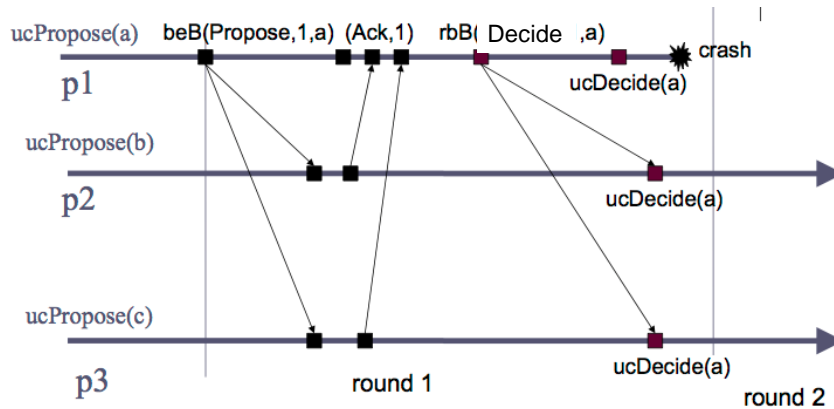 ucPropose(a) beB(Propose,1,a) (Ack,1) rbB( Decide ,a)
crash
p1
ucDecide(a)
ucPropose(b)
p2
ucDecide(a)
ucPropose(c)
ucDecide(a)
p3
round 1
round 2